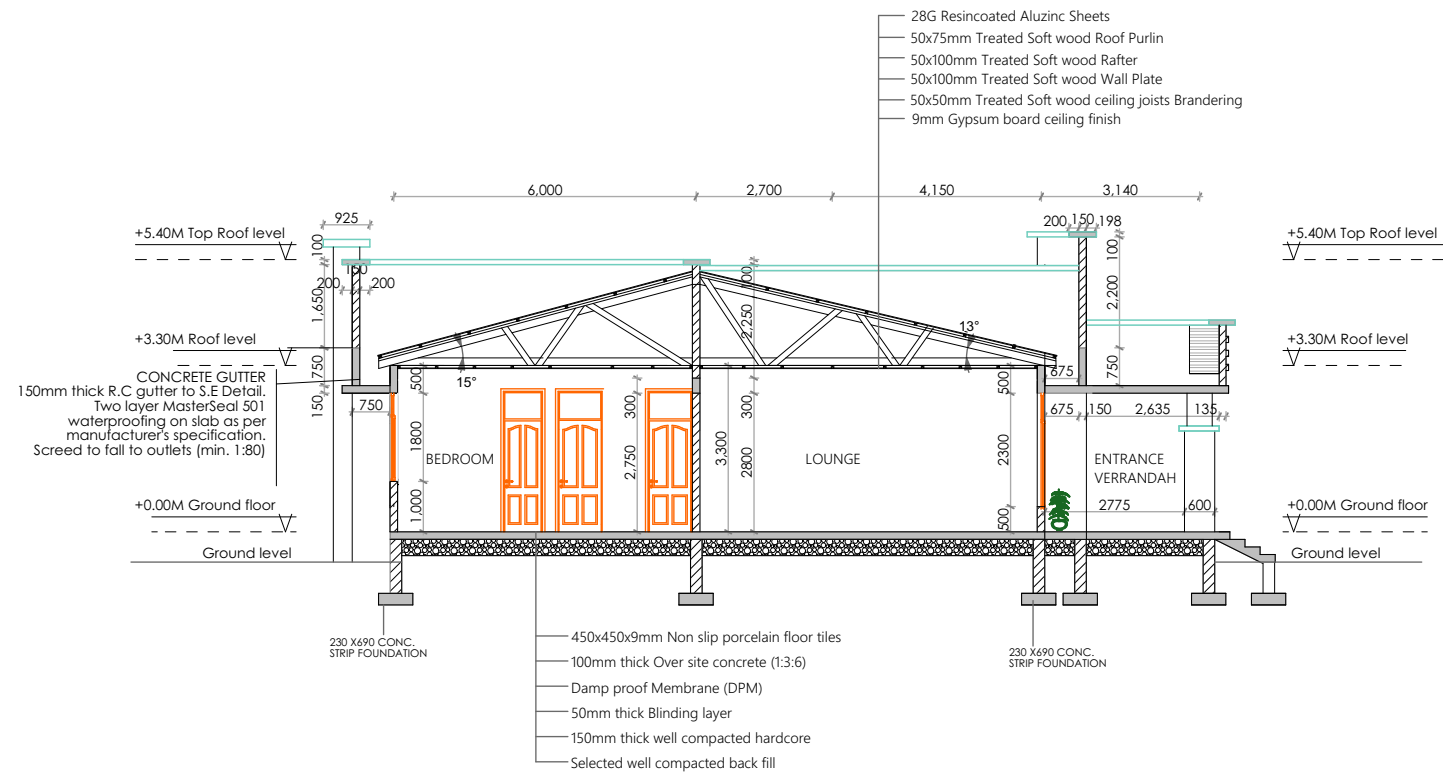 28G Resincoated Aluzinc Sheets
50x75mm Treated Soft wood Roof Purlin
50x100mm Treated Soft wood Rafter
50x100mm Treated Soft wood Wall Plate
50x50mm Treated Soft wood ceiling joists Brandering
9mm Gypsum board ceiling finish
6,000
2,700
4,150
3,140
925
200
150
198
+5.40M Top Roof level
+5.40M Top Roof level
100
100
150
200
200
1,650
2,250
2,200
+3.30M Roof level
+3.30M Roof level
15°
13°
750
750
CONCRETE GUTTER
150mm thick R.C gutter to S.E Detail.
Two layer MasterSeal 501
waterproofing on slab as per
manufacturer's specification.
Screed to fall to outlets (min. 1:80)
150
750
500
500
675
675
150
2,635
135
300
300
1800
2,750
3,300
2800
2300
BEDROOM
LOUNGE
ENTRANCE
VERRANDAH
1,000
500
2775
600
+0.00M Ground floor
+0.00M Ground floor
Ground level
Ground level
230 X690 CONC.
STRIP FOUNDATION
230 X690 CONC.
STRIP FOUNDATION
450x450x9mm Non slip porcelain floor tiles
100mm thick Over site concrete (1:3:6)
Damp proof Membrane (DPM)
50mm thick Blinding layer
150mm thick well compacted hardcore
Selected well compacted back fill